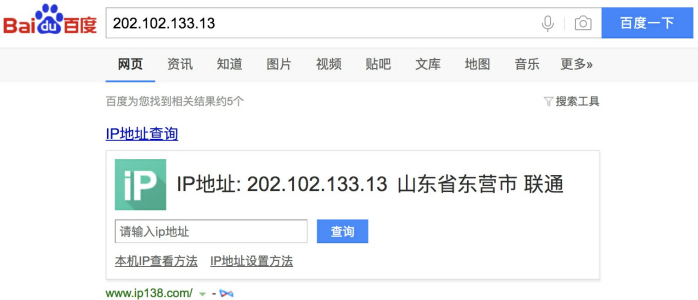 Bai du 百度 202.102.133.13 百度一下
网页 资讯 知道 图片 视频 贴吧 文库 地图 音乐 更多»
百度为您找到相关结果约5个 搜索工具
IP地址查询
iP IP地址: 202.102.133.13 山东省东营市 联通
请输入ip地址 查询
本机IP查看方法 IP地址设置方法
www.ip138.com/ -